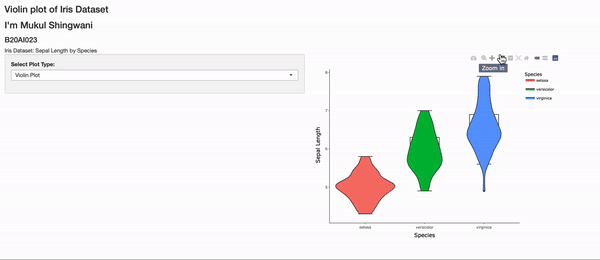 Violin plot of Iris Dataset
I'm Mukul Shingwani
B20AI023
Iris Dataset: Sepal Length by Species
Select Plot Type:
Violin Plot
Zoom in
Species
setosa
versicolor
virginica
8
7
6
5
Sepal Length
setosa
versicolor
virginica
Species